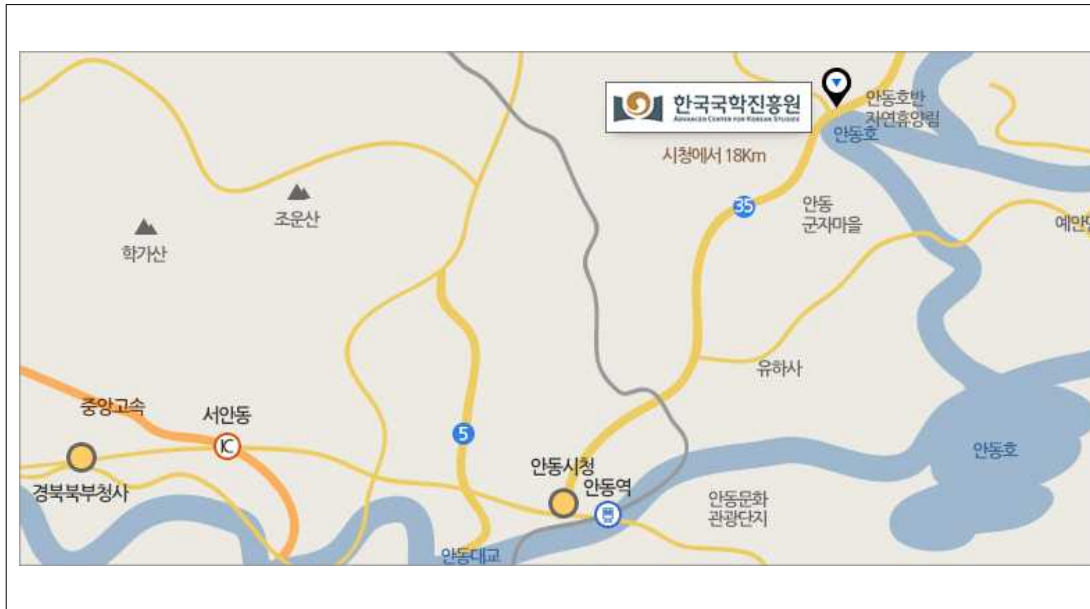 한국국학진흥원
ADVANCED CENTER FOR KOREAN STUDIES
안동호반
자연휴양림
안동호
시청에서 18Km
35
안동
군자마을
조운산
학가산
유하사
중앙고속
서안동
IC
5
경북북부청사
안동시청
안동역
안동문화
관광단지
안동호
안동대교